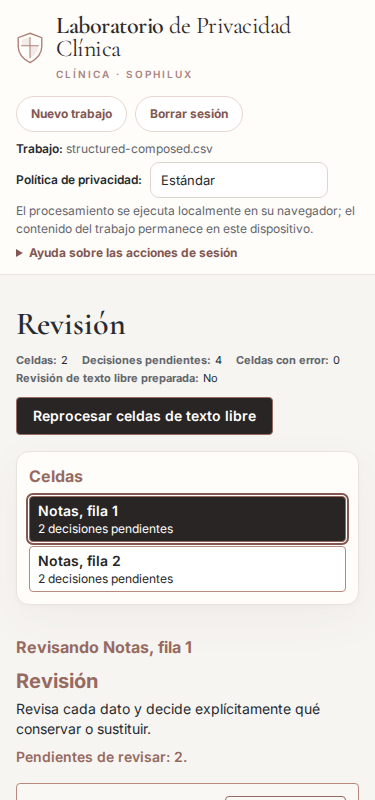 Laboratorio de Privacidad
Clínica
CLÍNICA · SOPHILUX
Nuevo trabajo Borrar sesión
Trabajo: structured-composed.csv
Política de privacidad: Estándar
El procesamiento se ejecuta localmente en su navegador; el
contenido del trabajo permanece en este dispositivo.
Ayuda sobre las acciones de sesión
Revisión
Celdas: 2 Decisiones pendientes: 4 Celdas con error: 0
Revisión de texto libre preparada: No
Reprocesar celdas de texto libre
Celdas
Notas, fila 1
2 decisiones pendientes
Notas, fila 2
2 decisiones pendientes
Revisando Notas, fila 1
Revisión
Revisa cada dato y decide explícitamente qué
conservar o sustituir.
Pendientes de revisar: 2.